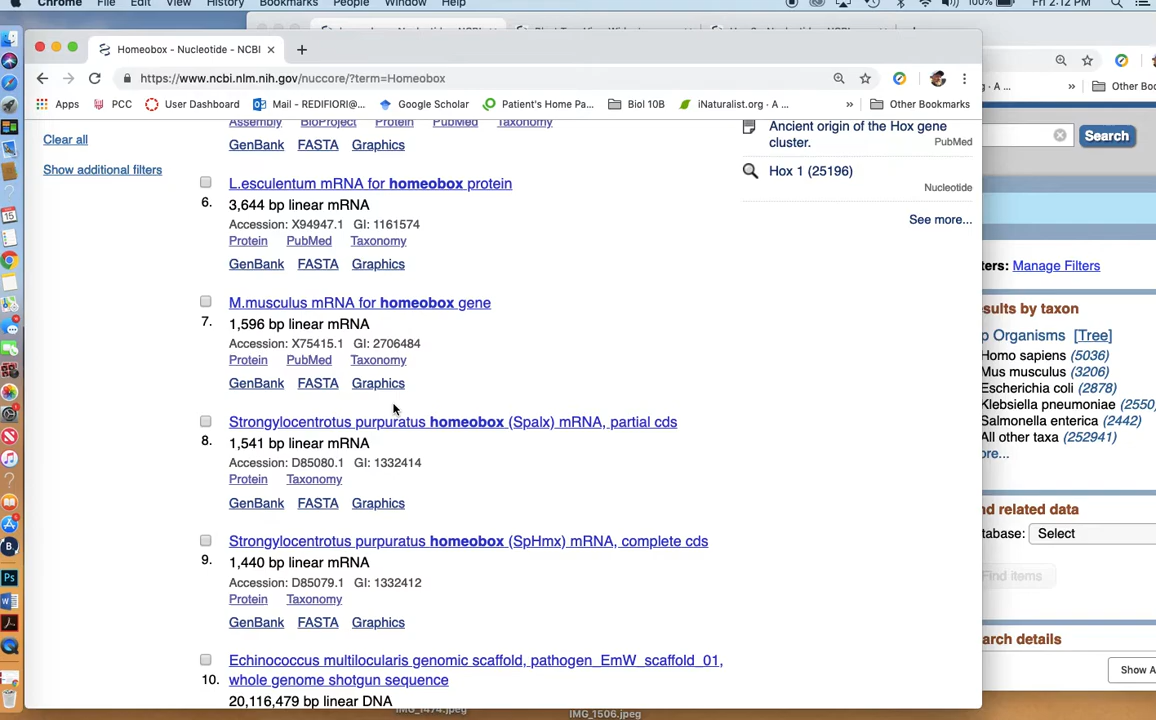 Chrome File Edit View History Bookmarks People Window Help 100% Fri 2:12 PM
Homeobox - Nucleotide - NCBI
https://www.ncbi.nlm.nih.gov/nuccore/?term=Homeobox
Apps PCC User Dashboard Mail - REDIFIORI@... Google Scholar Patient's Home Pa... Biol 10B iNaturalist.org · A ... » Other Bookmarks
· A ... » Other Bo
Clear all
Show additional filters
Assembly BioProject Protein PubMed Taxonomy
GenBank FASTA Graphics
L.esculentum mRNA for homeobox protein
6. 3,644 bp linear mRNA
Accession: X94947.1 GI: 1161574
Protein PubMed Taxonomy
GenBank FASTA Graphics
M.musculus mRNA for homeobox gene
7. 1,596 bp linear mRNA
Accession: X75415.1 GI: 2706484
Protein PubMed Taxonomy
GenBank FASTA Graphics
Strongylocentrotus purpuratus homeobox (Spalx) mRNA, partial cds
8. 1,541 bp linear mRNA
Accession: D85080.1 GI: 1332414
Protein Taxonomy
GenBank FASTA Graphics
Strongylocentrotus purpuratus homeobox (SpHmx) mRNA, complete cds
9. 1,440 bp linear mRNA
Accession: D85079.1 GI: 1332412
Protein Taxonomy
GenBank FASTA Graphics
Echinococcus multilocularis genomic scaffold, pathogen_EmW_scaffold_01,
10. whole genome shotgun sequence
20,116,479 bp linear DNA
Ancient origin of the Hox gene
cluster.
PubMed
Hox 1 (25196)
Nucleotide
See more...
Search
ters: Manage Filters
sults by taxon
p Organisms [Tree]
Homo sapiens (5036)
Mus musculus (3206)
Escherichia coli (2878)
Klebsiella pneumoniae (2550)
Salmonella enterica (2442)
All other taxa (252941)
ore...
nd related data
tabase: Select
Find items
arch details
Show A
IMG_1474.jpeg
IMG_1506.jpeg